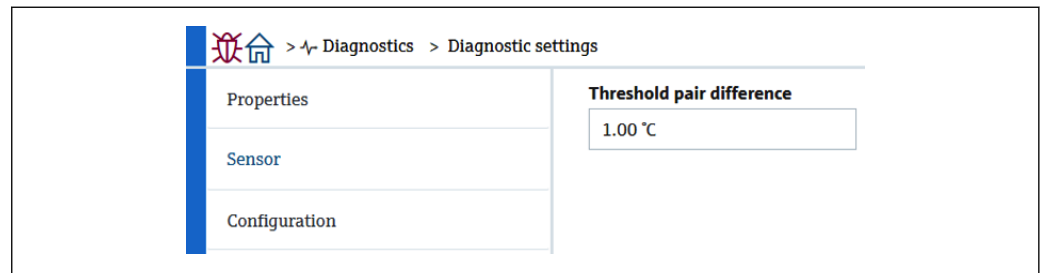 > Diagnostics > Diagnostic settings
Properties
Sensor
Configuration
Threshold pair difference
1.00 °C